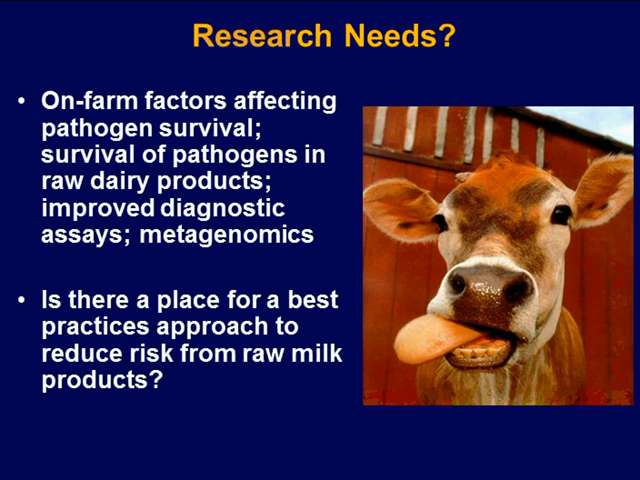 Research Needs?
• On-farm factors affecting
pathogen survival;
survival of pathogens in
raw dairy products;
improved diagnostic
assays; metagenomics
• Is there a place for a best
practices approach to
reduce risk from raw milk
products?